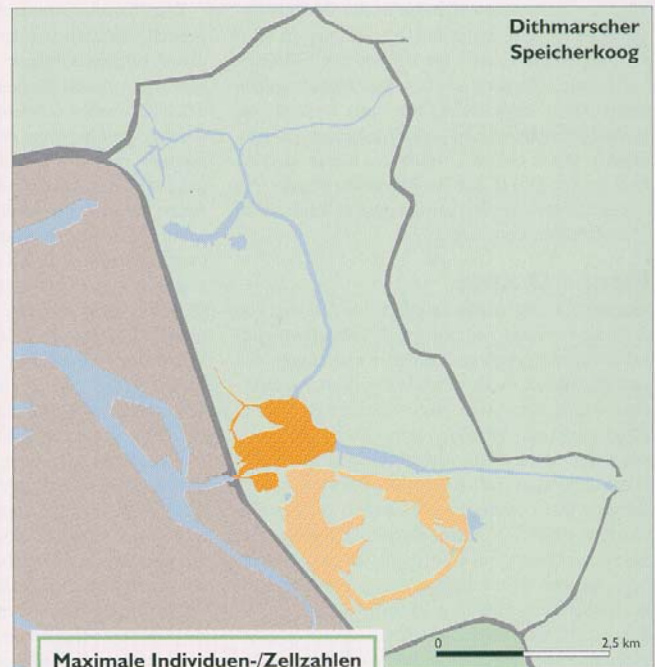 Dithmarscher
Speicherkoog
0 2,5 km
Maximale Individuen-/Zellzahlen